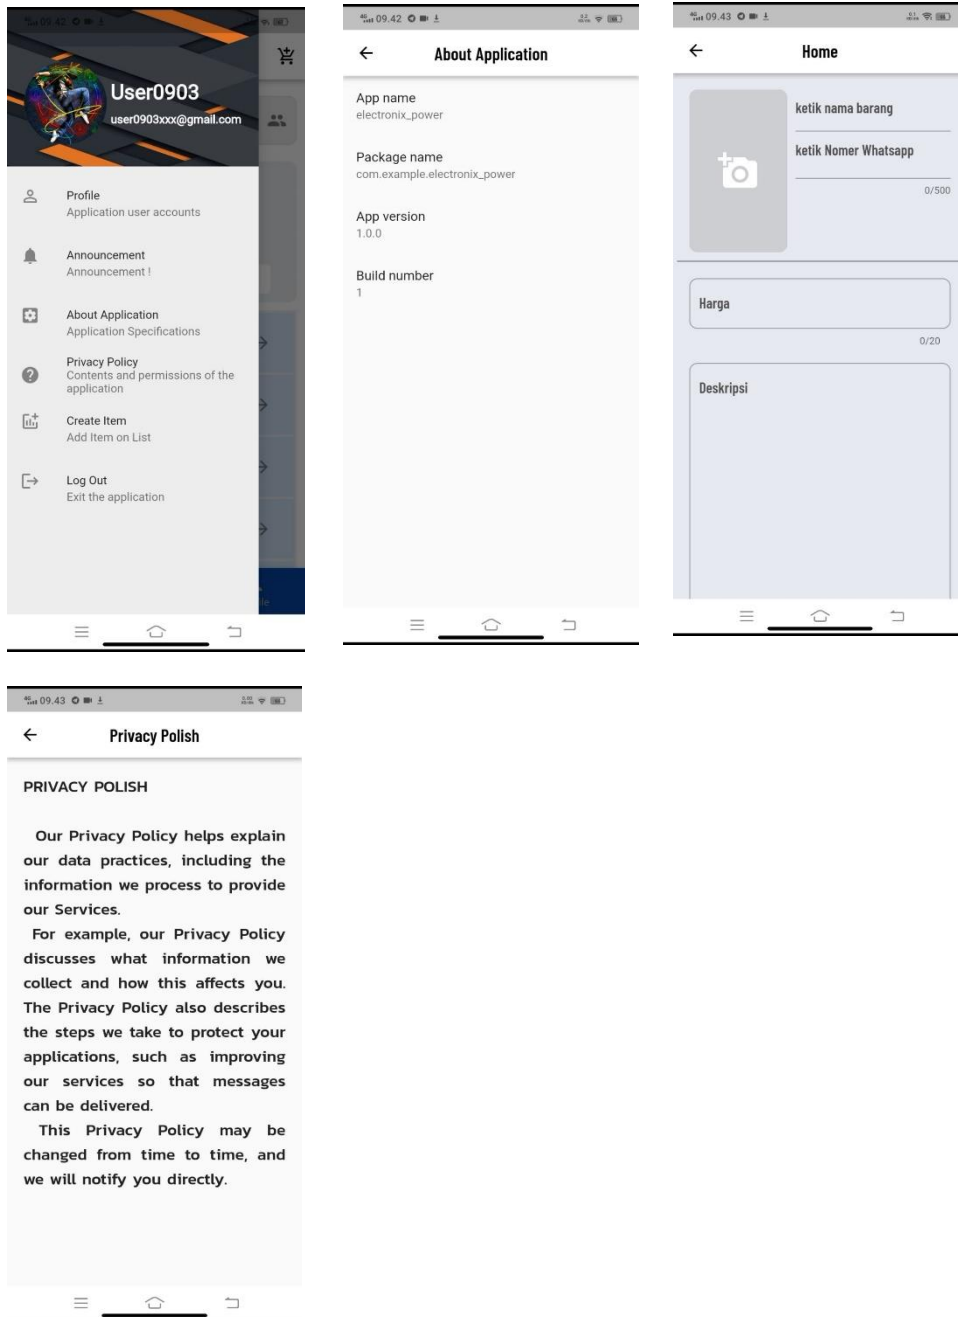 09.42
User0903
user0903xxx@gmail.com
Profile
Application user accounts
Announcement
Announcement !
About Application
Application Specifications
Privacy Policy
Contents and permissions of the
application
Create Item
Add Item on List
Log Out
Exit the application
4G 09.42
About Application
App name
electronix_power
Package name
com.example.electronix_power
App version
1.0.0
Build number
1
4G 09.43
Home
ketik nama barang
ketik Nomer Whatsapp
0/500
Harga
0/20
Deskripsi
4G 09.43
Privacy Polish
PRIVACY POLISH
Our Privacy Policy helps explain
our data practices, including the
information we process to provide
our Services.
For example, our Privacy Policy
discusses what information we
collect and how this affects you.
The Privacy Policy also describes
the steps we take to protect your
applications, such as improving
our services so that messages
can be delivered.
This Privacy Policy may be
changed from time to time, and
we will notify you directly.